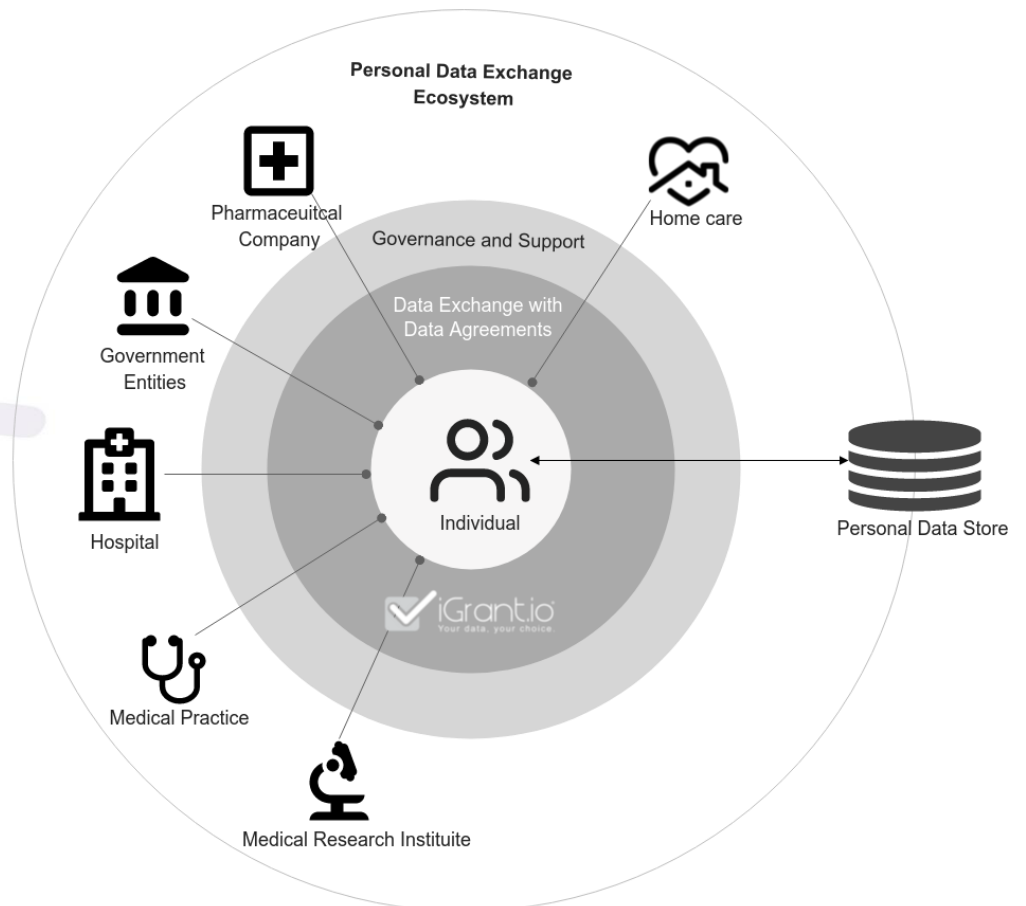 Personal Data Exchange
Ecosystem
Pharmaceuitcal
Company
Home care
Governance and Support
Data Exchange with
Data Agreements
Government
Entities
Individual
Hospital
Personal Data Store
iGrant.io
Your data, your choice.
Medical Practice
Medical Research Instituite